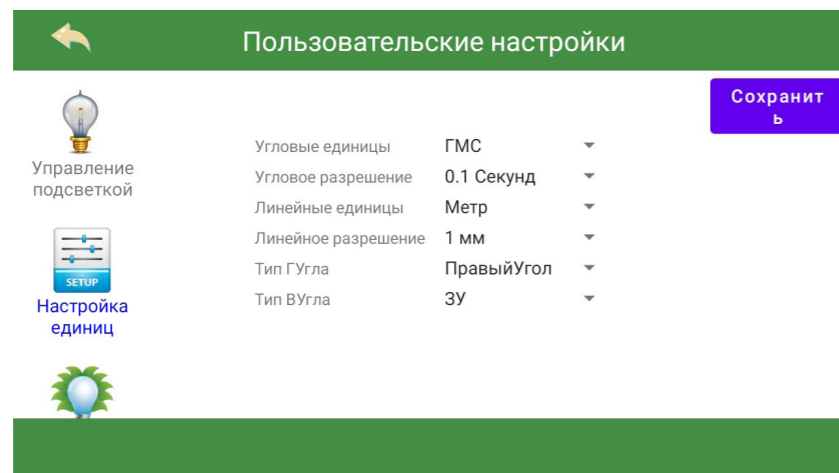 Пользовательские настройки
Сохранит
ь
Управление
подсветкой
SETUP
Настройка
единиц
Угловые единицы ГМС
Угловое разрешение 0.1 Секунд
Линейные единицы Метр
Линейное разрешение 1 мм
Тип ГУгла ПравыйУгол
Тип ВУгла ЗУ